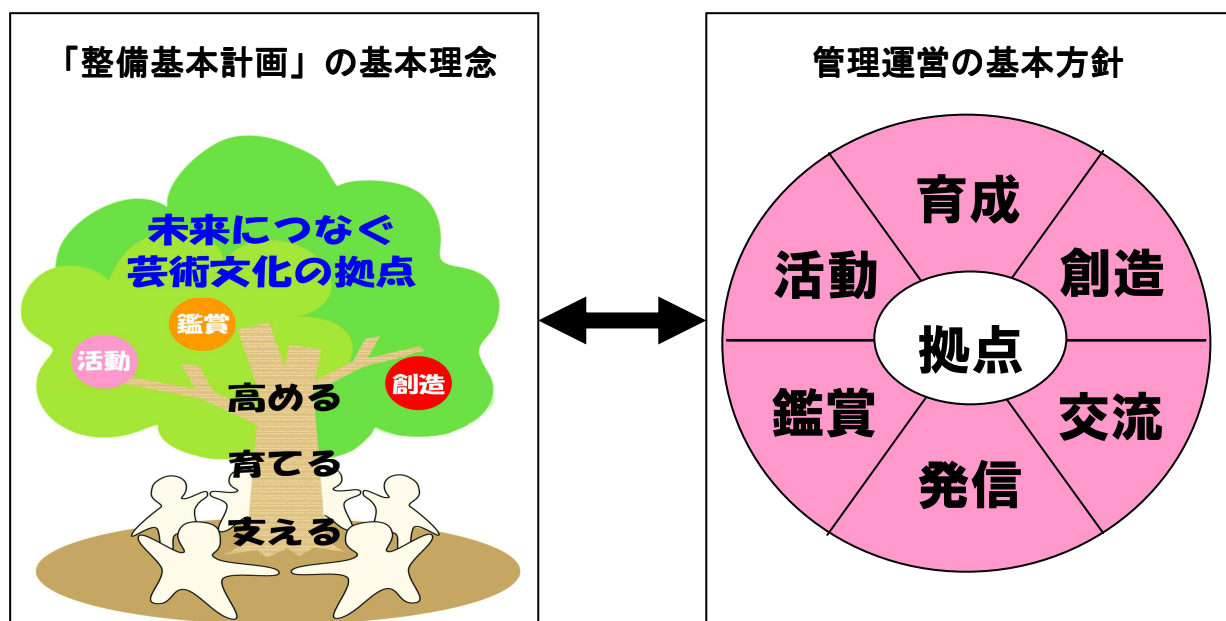 「整備基本計画」の基本理念
未来につなぐ
芸術文化の拠点
鑑賞
活動
創造
高める
育てる
支える
管理運営の基本方針
育成
活動
創造
拠点
鑑賞
交流
発信